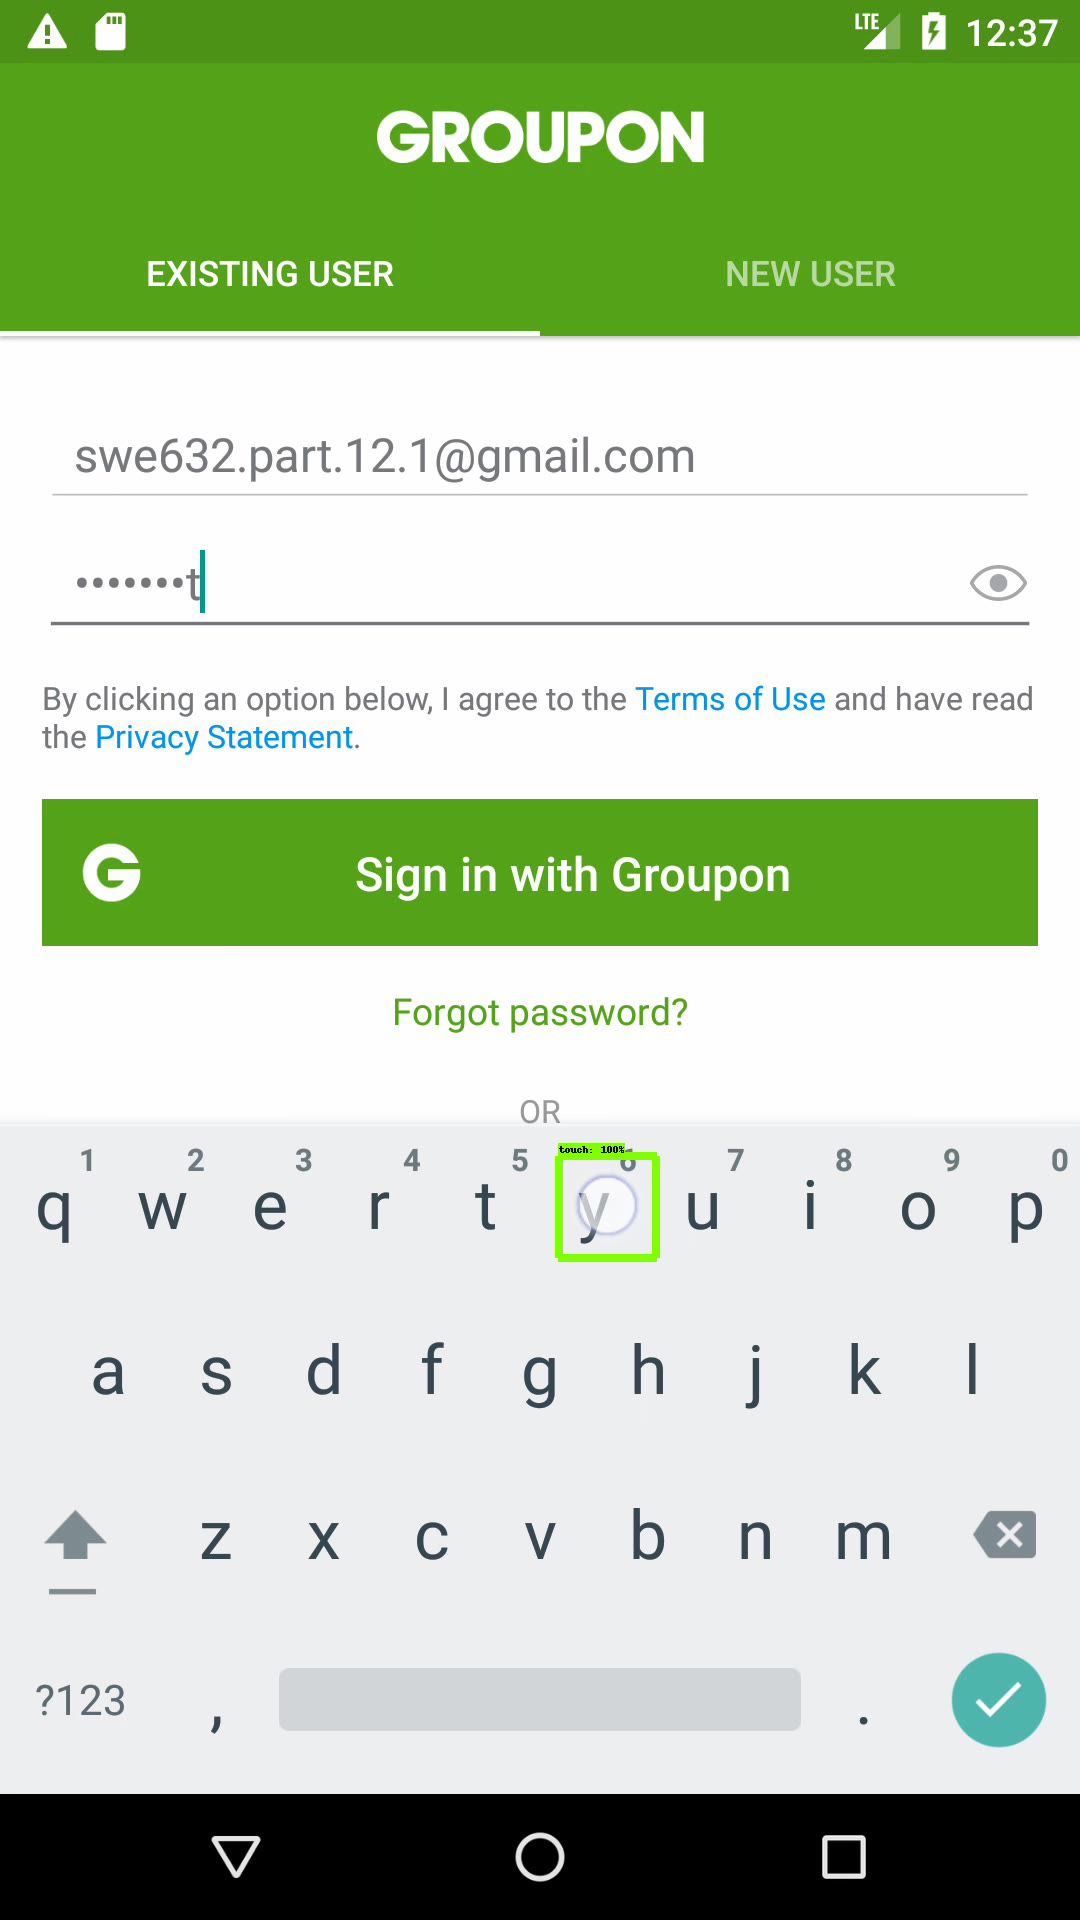 LTE 12:37
GROUPON
EXISTING USER NEW USER
swe632.part.12.1@gmail.com
•••••••t
By clicking an option below, I agree to the Terms of Use and have read
the Privacy Statement.
G Sign in with Groupon
Forgot password?
OR
touch: 100%
1 2 3 4 5 6 7 8 9 0
q w e r t y u i o p
a s d f g h j k l
z x c v b n m
?123 , .